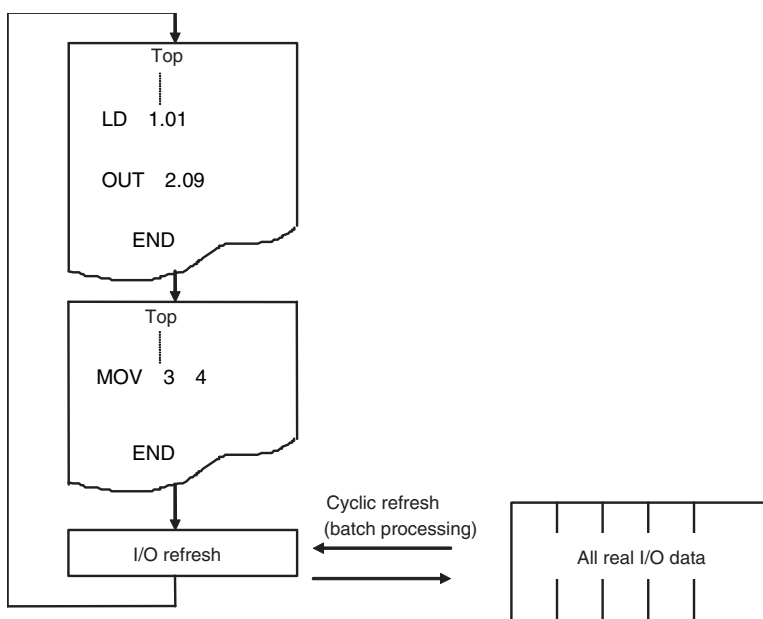 Top
LD 1.01
OUT 2.09
END
Top
MOV 3 4
END
Cyclic refresh
(batch processing)
I/O refresh
All real I/O data